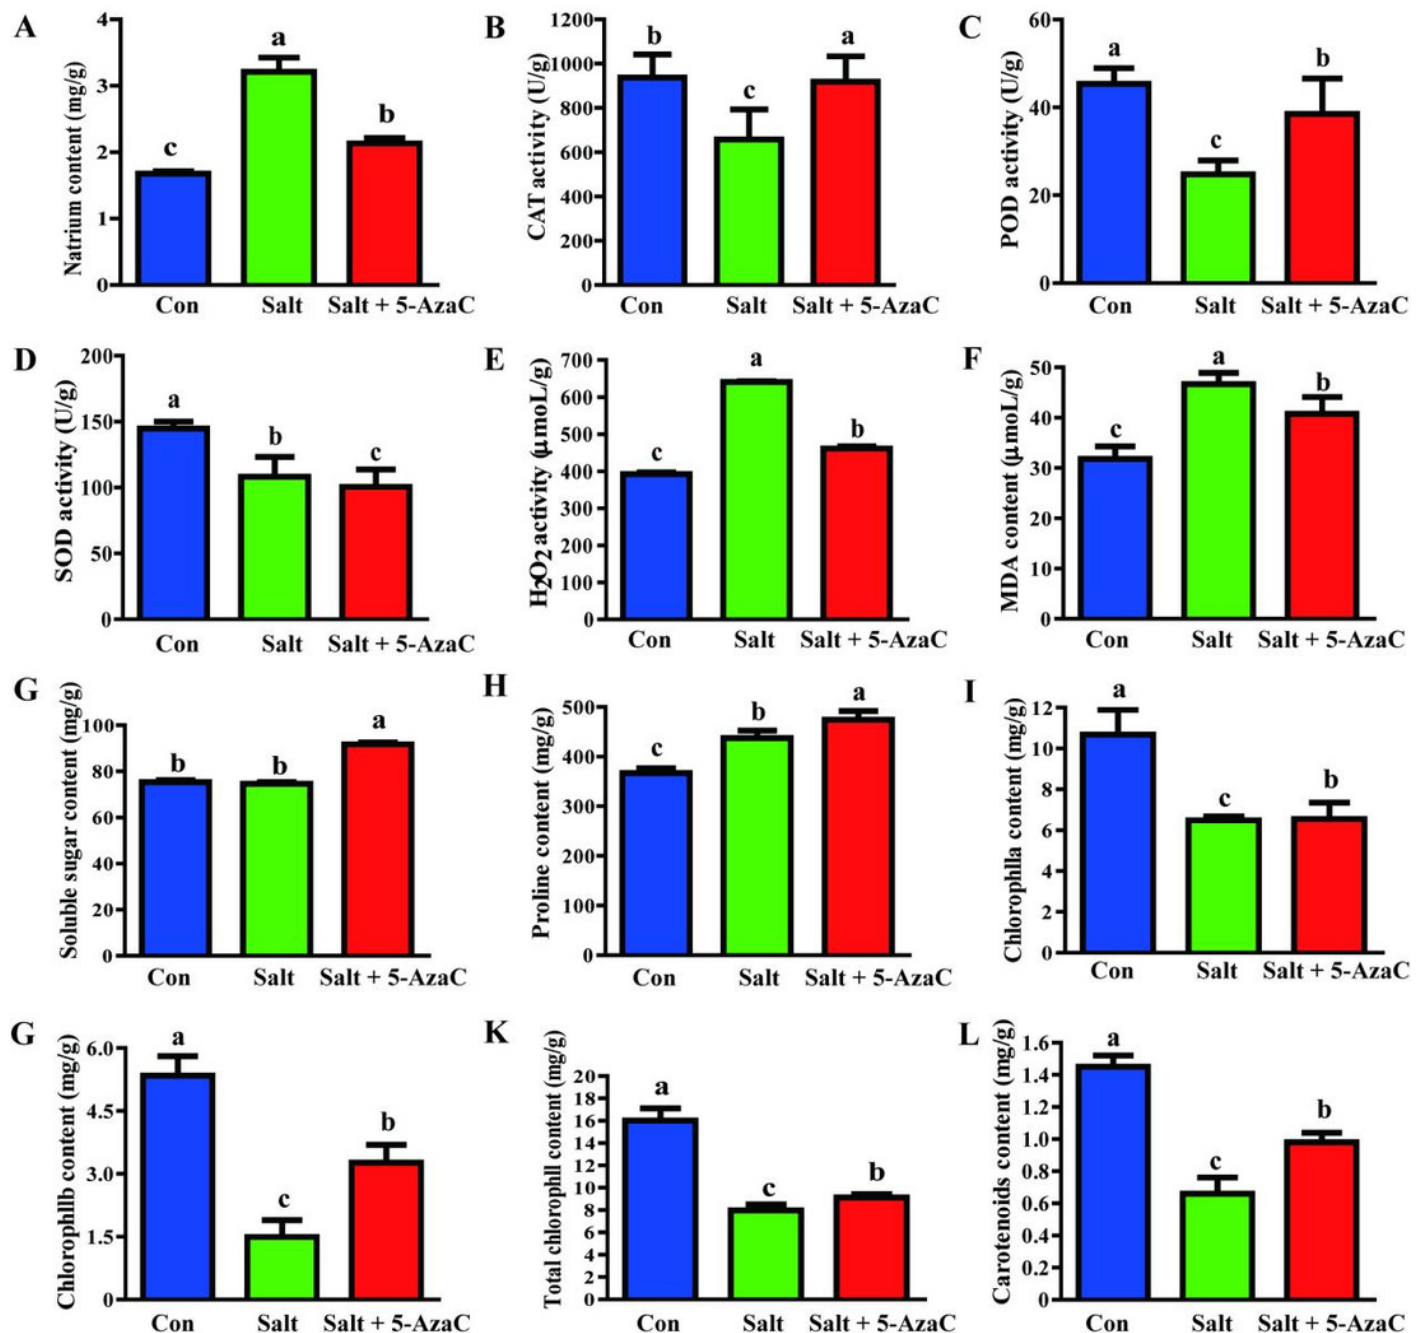 A
Natrium content (mg/g)
4
3
2
1
0
c
a
b
Con
Salt
Salt + 5-AzaC
B
CAT activity (U/g)
1200
1000
800
600
400
200
0
b
c
a
Con
Salt
Salt + 5-AzaC
C
POD activity (U/g)
60
40
20
0
a
c
b
Con
Salt
Salt + 5-AzaC
D
SOD activity (U/g)
200
150
100
50
0
a
b
c
Con
Salt
Salt + 5-AzaC
E
H2O2 activity (μmoL/g)
700
600
500
400
300
200
100
0
c
a
b
Con
Salt
Salt + 5-AzaC
F
MDA content (μmoL/g)
50
40
30
20
10
0
c
a
b
Con
Salt
Salt + 5-AzaC
G
Soluble sugar content (mg/g)
100
80
60
40
20
0
b
b
a
Con
Salt
Salt + 5-AzaC
H
Proline content (mg/g)
500
400
300
200
100
0
c
b
a
Con
Salt
Salt + 5-AzaC
I
Chlorophlla content (mg/g)
12
10
8
6
4
2
0
a
c
b
Con
Salt
Salt + 5-AzaC
G
Chlorophllb content (mg/g)
6.0
4.5
3.0
1.5
0
a
c
b
Con
Salt
Salt + 5-AzaC
K
Total chlorophll content (mg/g)
20
18
16
14
12
10
8
6
4
2
0
a
c
b
Con
Salt
Salt + 5-AzaC
L
Carotenoids content (mg/g)
1.6
1.4
1.2
1.0
0.8
0.6
0.4
0.2
0
a
c
b
Con
Salt
Salt + 5-AzaC